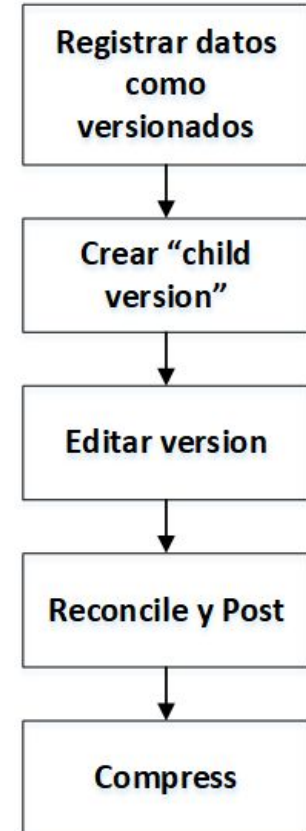 Registrar datos
como
versionados
Crear “child
version”
Editar version
Reconcile y Post
Compress